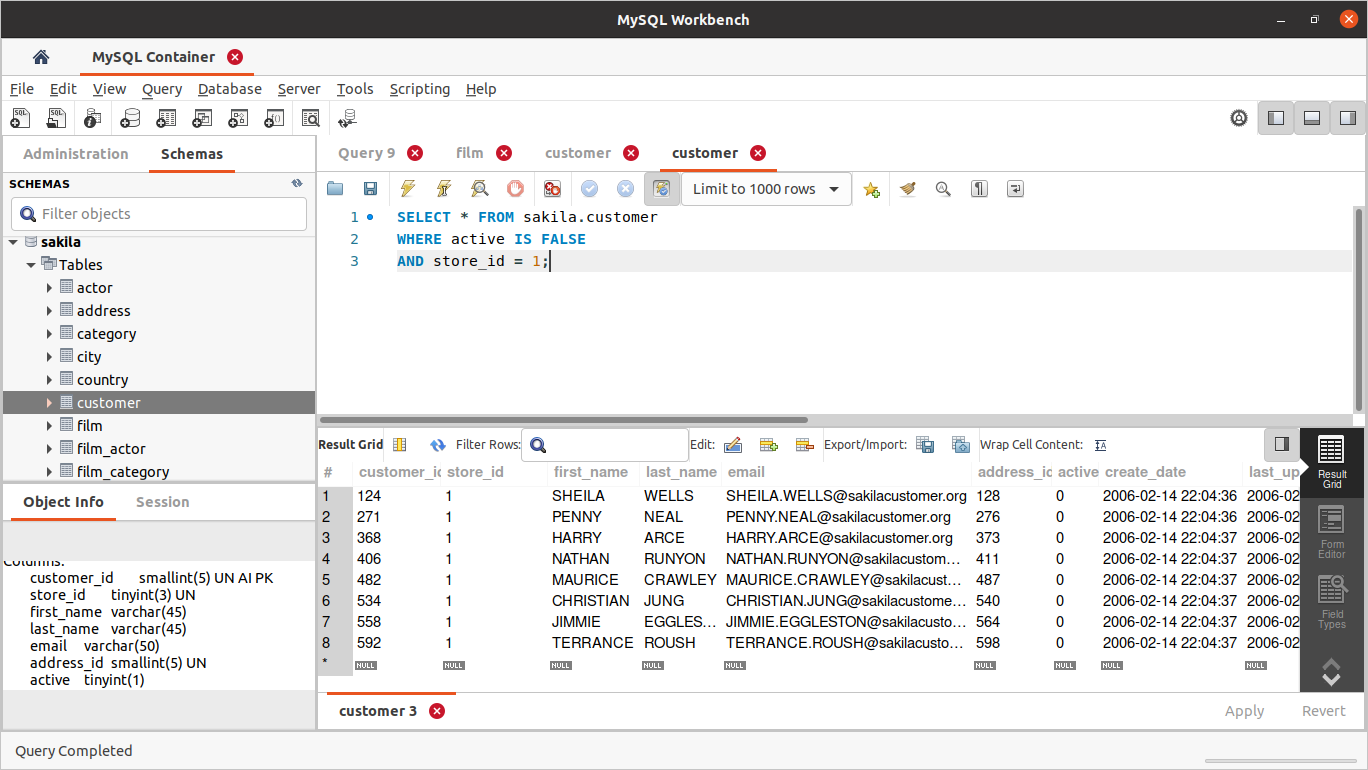 MySQL Workbench
MySQL Container
File Edit View Query Database Server Tools Scripting Help
Administration Schemas
Query 9 film customer customer
SCHEMAS
Filter objects
Limit to 1000 rows
sakila
Tables
actor
address
category
city
country
customer
film
film_actor
film_category
1 SELECT * FROM sakila.customer
2 WHERE active IS FALSE
3 AND store_id = 1;
Object Info Session
Columns:
customer_id smallint(5) UN AI PK
store_id tinyint(3) UN
first_name varchar(45)
last_name varchar(45)
email varchar(50)
address_id smallint(5) UN
active tinyint(1)
Result Grid Filter Rows: Edit: Export/Import: Wrap Cell Content:
# customer_id store_id first_name last_name email address_id active create_date last_up
1 124 1 SHEILA WELLS SHEILA.WELLS@sakilacustomer.org 128 0 2006-02-14 22:04:36 2006-02
2 271 1 PENNY NEAL PENNY.NEAL@sakilacustomer.org 276 0 2006-02-14 22:04:36 2006-02
3 368 1 HARRY ARCE HARRY.ARCE@sakilacustomer.org 373 0 2006-02-14 22:04:37 2006-02
4 406 1 NATHAN RUNYON NATHAN.RUNYON@sakilacustom… 411 0 2006-02-14 22:04:37 2006-02
5 482 1 MAURICE CRAWLEY MAURICE.CRAWLEY@sakilacust… 487 0 2006-02-14 22:04:37 2006-02
6 534 1 CHRISTIAN JUNG CHRISTIAN.JUNG@sakilacustome… 540 0 2006-02-14 22:04:37 2006-02
7 558 1 JIMMIE EGGLES… JIMMIE.EGGLESTON@sakilacusto… 564 0 2006-02-14 22:04:37 2006-02
8 592 1 TERRANCE ROUSH TERRANCE.ROUSH@sakilacusto… 598 0 2006-02-14 22:04:37 2006-02
* NULL NULL NULL NULL NULL NULL NULL NULL NULL
Result
Grid
Form
Editor
Field
Types
customer 3
Apply Revert
Query Completed